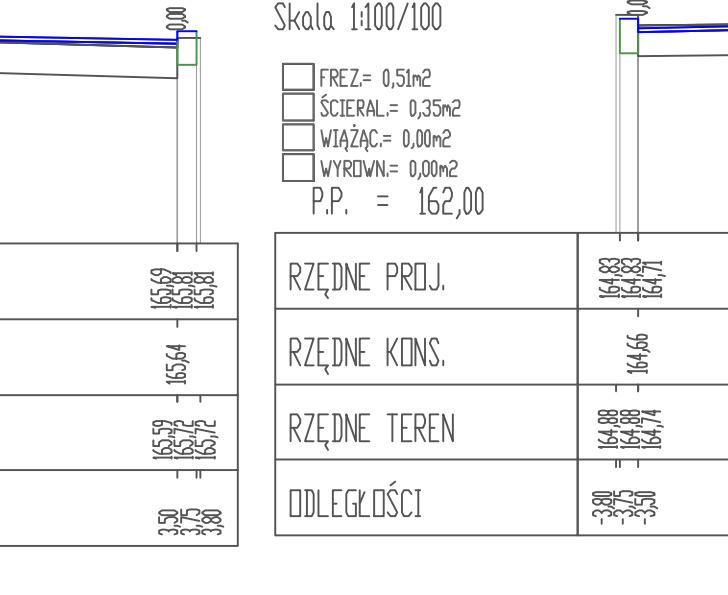 0,00
Skala 1:100/100
FREZ.= 0,51m2
ŚCIERAL.= 0,35m2
WIĄŻĄC.= 0,00m2
WYROWN.= 0,00m2
P.P. = 162,00
165,69 165,81 165,81
165,64
165,59 165,72 165,72
3,50 3,75 3,80
RZĘDNE PROJ. 164,83 164,83 164,71
RZĘDNE KONS. 164,66
RZĘDNE TEREN 164,88 164,88 164,74
ODLEGŁOŚCI -3,80 -3,75 -3,50